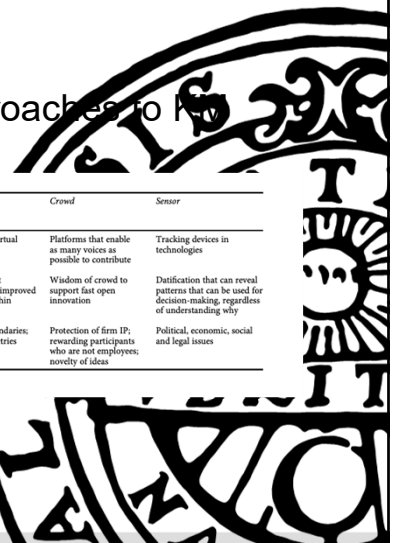 oaches to KM
Crowd Sensor
rtual Platforms that enable Tracking devices in
as many voices as technologies
possible to contribute
Wisdom of crowd to Datification that can reveal
improved support fast open patterns that can be used for
hin innovation decision-making, regardless
of understanding why
ndaries; Protection of firm IP; Political, economic, social
tries rewarding participants and legal issues
who are not employees;
novelty of ideas